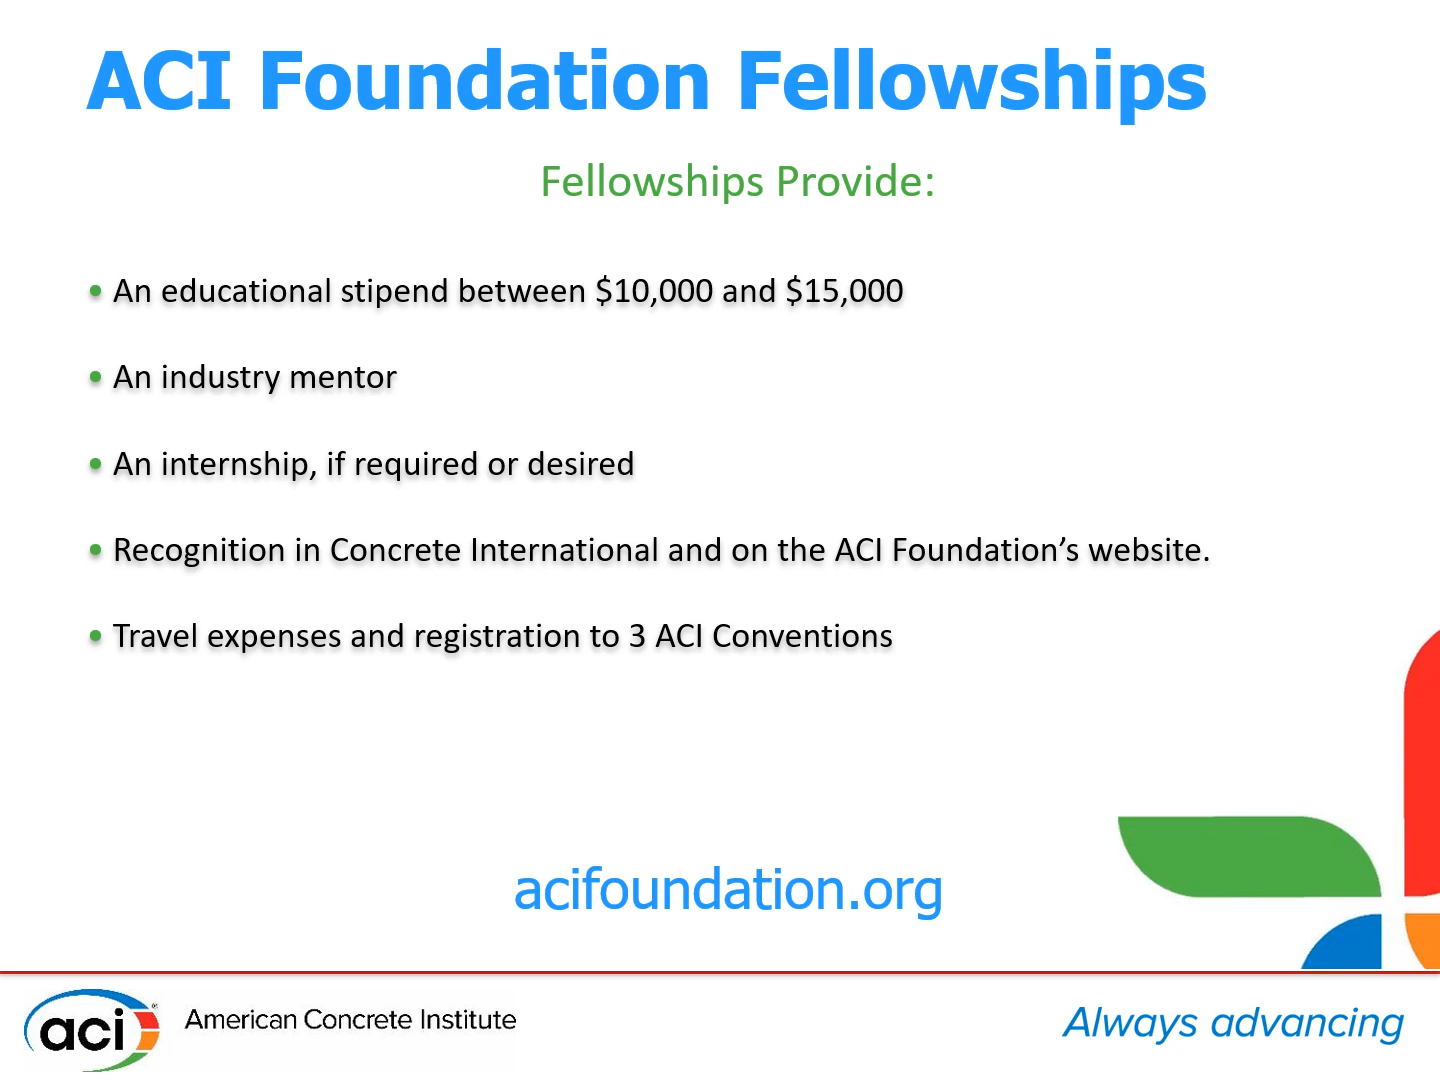 ACI Foundation Fellowships
Fellowships Provide:
• An educational stipend between $10,000 and $15,000
• An industry mentor
• An internship, if required or desired
• Recognition in Concrete International and on the ACI Foundation’s website.
• Travel expenses and registration to 3 ACI Conventions
acifoundation.org
aci® American Concrete Institute
Always advancing